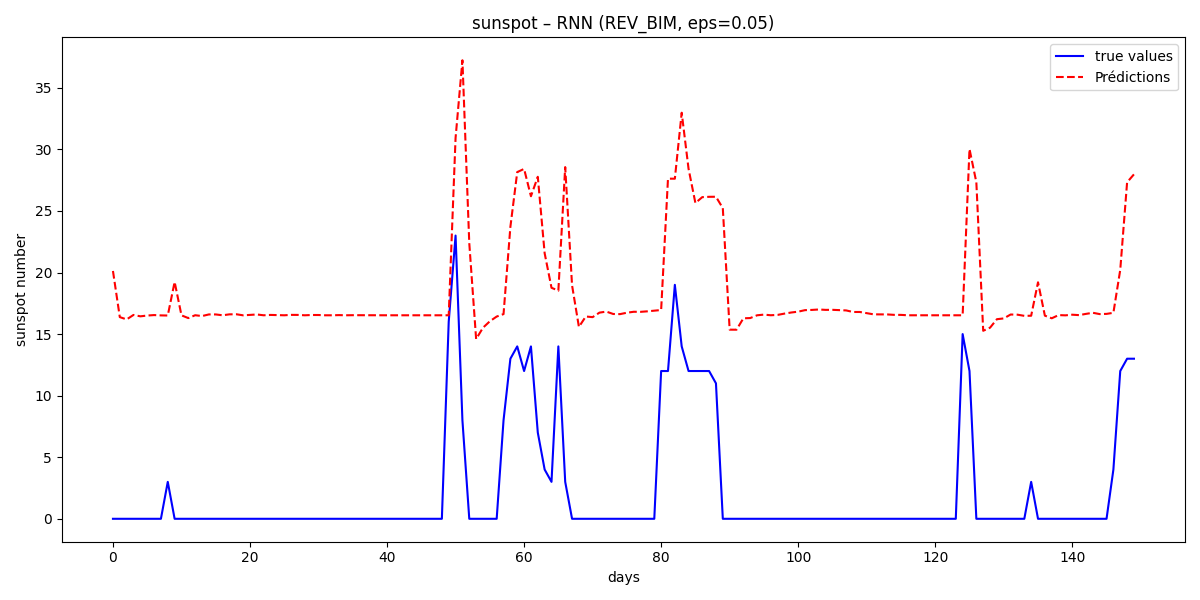 sunspot – RNN (REV_BIM, eps=0.05)
true values
Prédictions
sunspot number
35
30
25
20
15
10
5
0
0 20 40 60 80 100 120 140
days